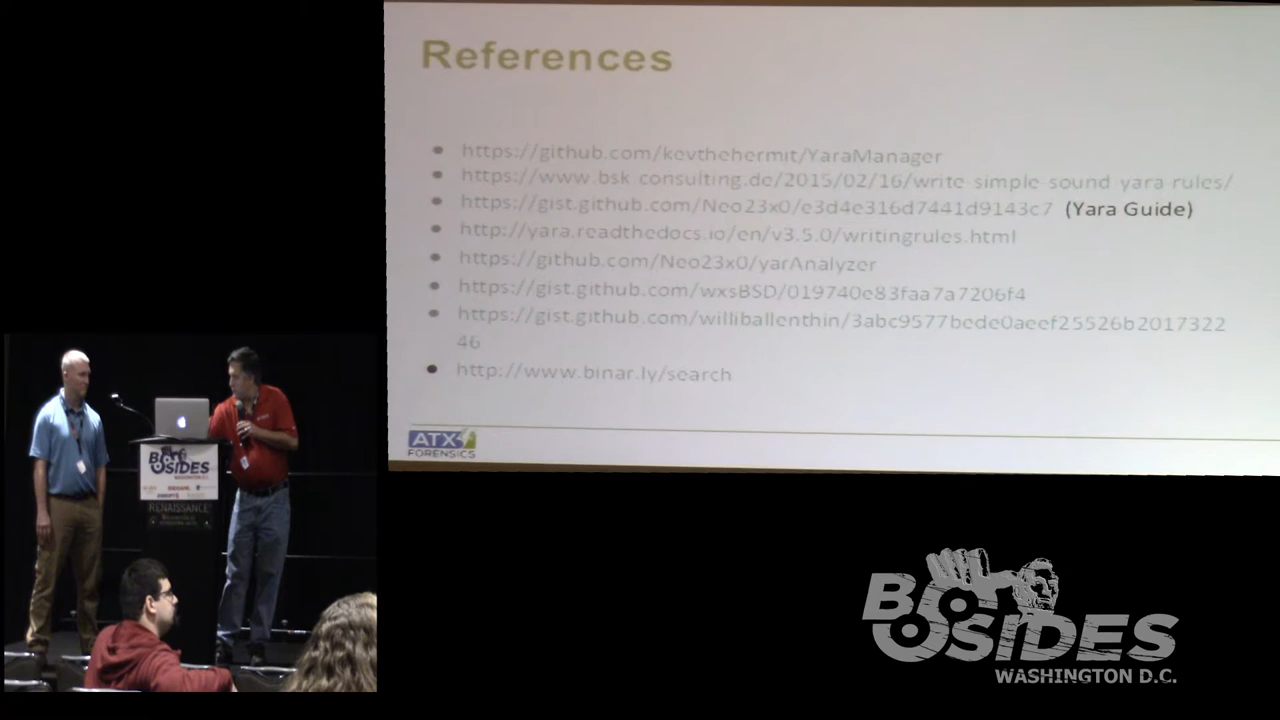 References
https://github.com/kevthehermit/YaraManager
https://www.bsk-consulting.de/2015/02/16/write-simple-sound-yara-rules/
https://gist.github.com/Neo23x0/e3d4e316d7441d9143c7 (Yara Guide)
http://yara.readthedocs.io/en/v3.5.0/writingrules.html
https://github.com/Neo23x0/yarAnalyzer
https://gist.github.com/wxsBSD/019740e83faa7a7206f4
https://gist.github.com/williballenthin/3abc9577bede0aeef25526b2017322
46
http://www.binar.ly/search
ATX
FORENSICS
BSIDES
WASHINGTON D.C.
RENAISSANCE
BSIDES
WASHINGTON D.C.